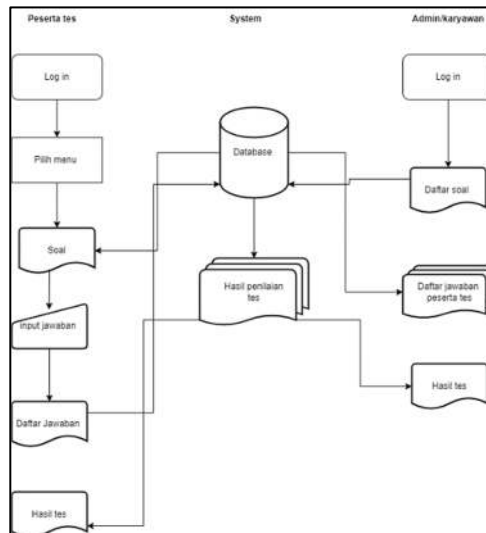 Peserta tes
System
Admin/karyawan
Log in
Log in
Pilih menu
Database
Daftar soal
Soal
Hasil penilaian
tes
Daftar jawaban
peserta tes
input jawaban
Hasil tes
Daftar Jawaban
Hasil tes